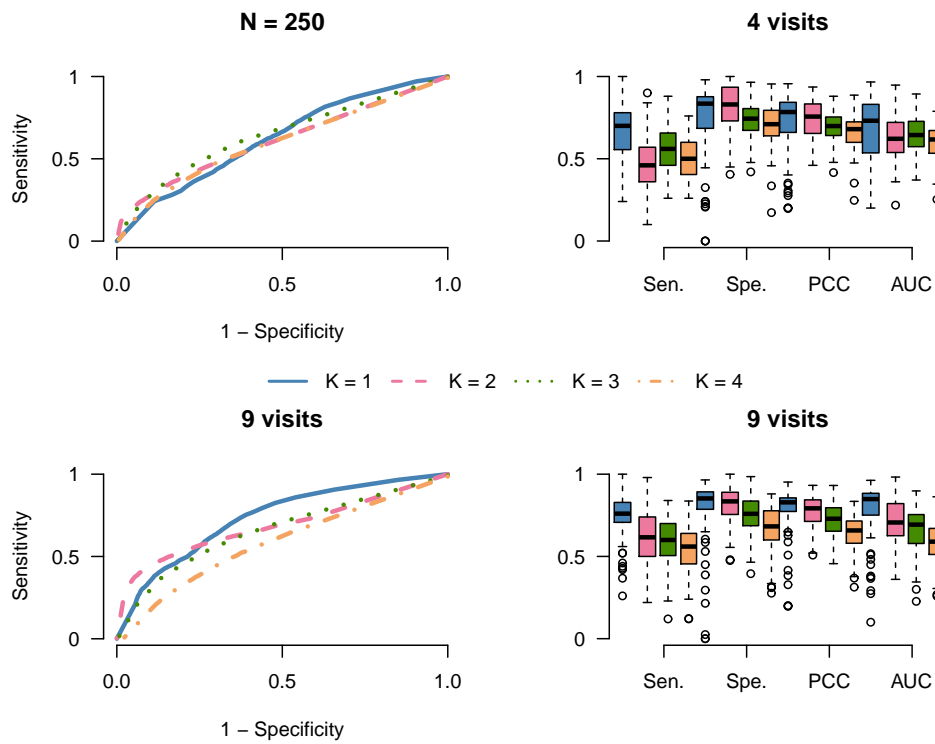 N = 250
4 visits
Sensitivity
1
0.5
0
0.0 0.5 1.0
1 − Specificity
1
0.5
0
Sen. Spe. PCC AUC
K = 1 K = 2 K = 3 K = 4
9 visits
9 visits
Sensitivity
1
0.5
0
0.0 0.5 1.0
1 − Specificity
1
0.5
0
Sen. Spe. PCC AUC